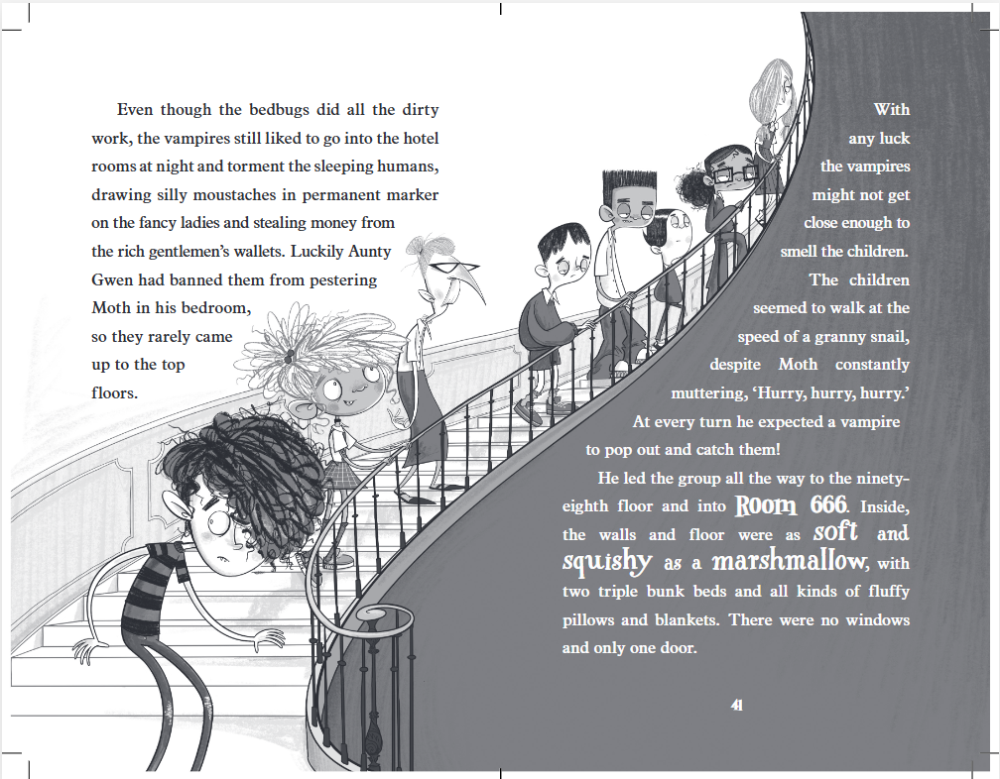 Even though the bedbugs did all the dirty
work, the vampires still liked to go into the hotel
rooms at night and torment the sleeping humans,
drawing silly moustaches in permanent marker
on the fancy ladies and stealing money from
the rich gentlemen’s wallets. Luckily Aunty
Gwen had banned them from pestering
Moth in his bedroom,
so they rarely came
up to the top
floors.
With
any luck
the vampires
might not get
close enough to
smell the children.
The children
seemed to walk at the
speed of a granny snail,
despite Moth constantly
muttering, ‘Hurry, hurry, hurry.’
At every turn he expected a vampire
to pop out and catch them!
He led the group all the way to the ninety-
eighth floor and into Room 666. Inside,
the walls and floor were as soft and
squishy as a marshmallow, with
two triple bunk beds and all kinds of fluffy
pillows and blankets. There were no windows
and only one door.
41